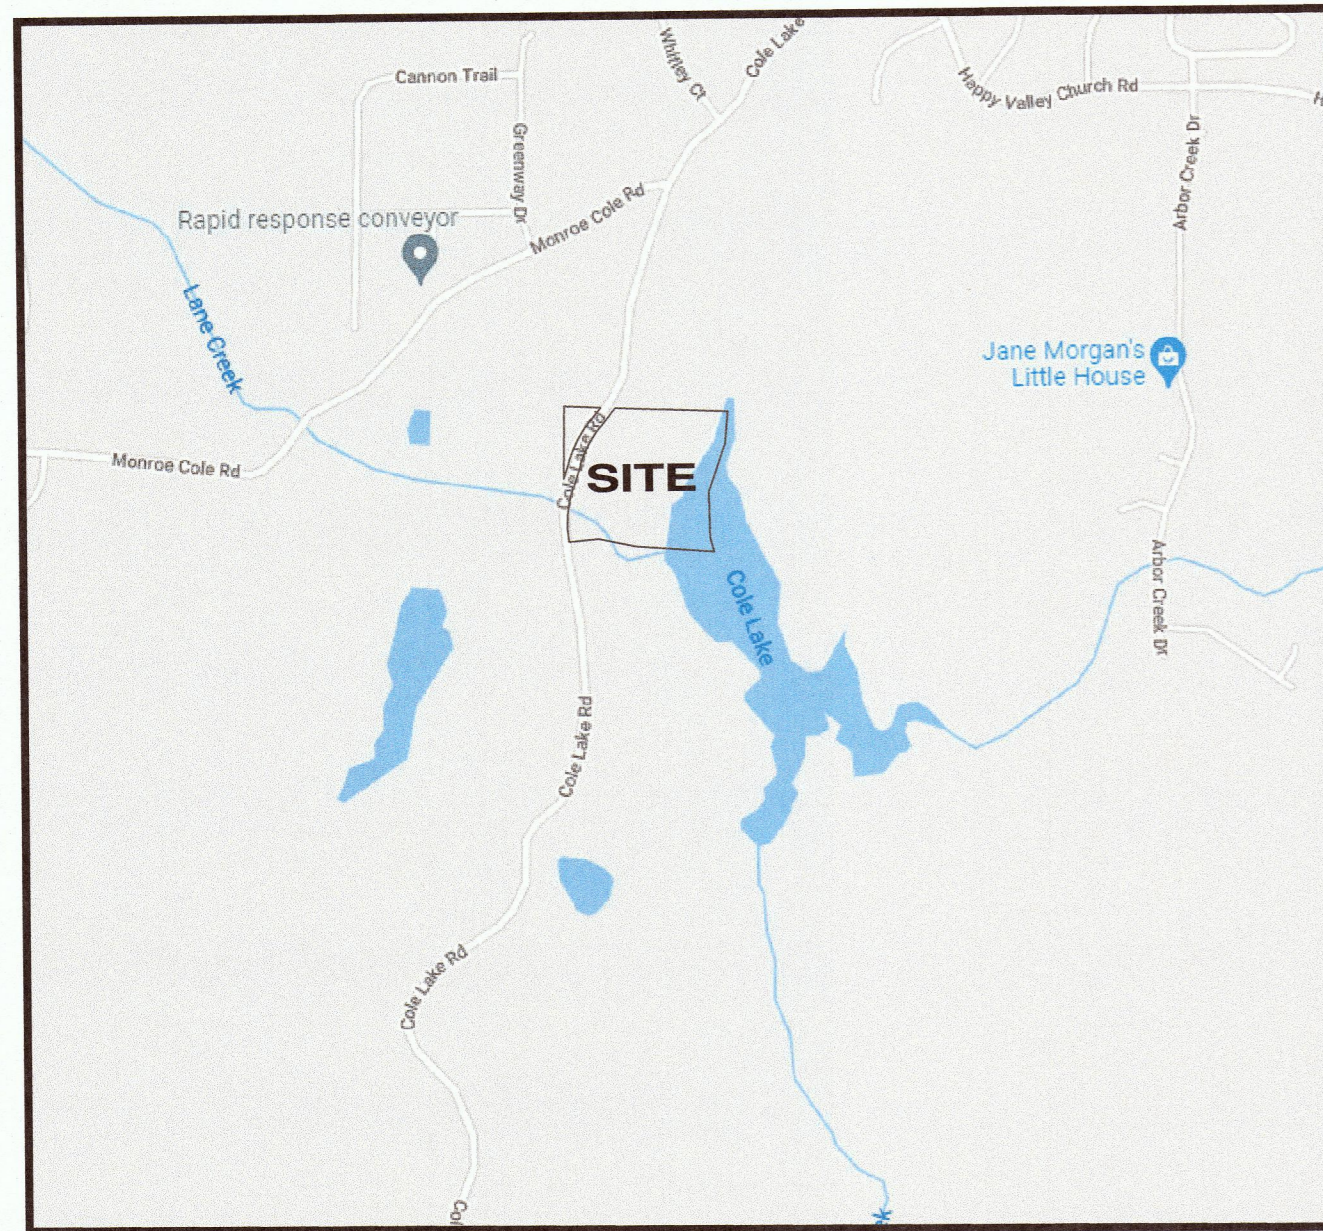 Whitley Ct
Cole Lake
Cannon Trail
Happy Valley Church Rd
H
Greenway Dr
Arbor Creek Dr
Monroe Cole Rd
Rapid response conveyor
Lane Creek
Jane Morgan's
Little House
Cole Lake Rd
Monroe Cole Rd
SITE
Arbor Creek Dr
Cole Lake
Cole Lake Rd
Cole Lake Rd
Col
ek